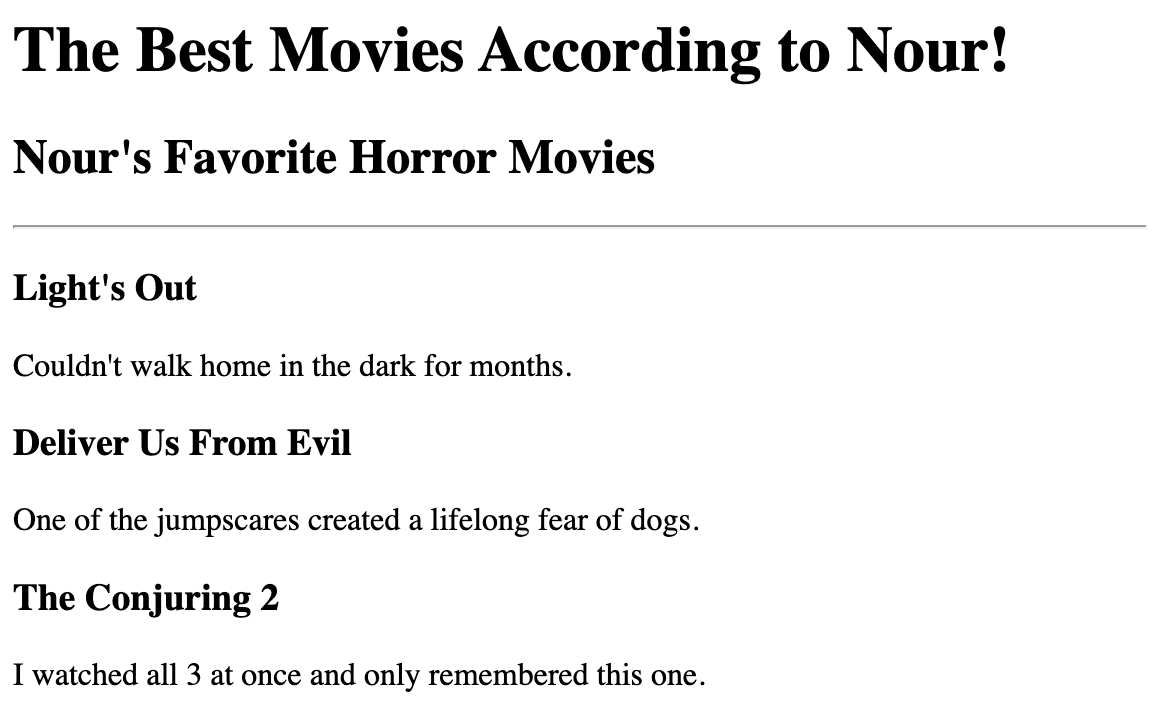 The Best Movies According to Nour!
Nour's Favorite Horror Movies
Light's Out
Couldn't walk home in the dark for months.
Deliver Us From Evil
One of the jumpscares created a lifelong fear of dogs.
The Conjuring 2
I watched all 3 at once and only remembered this one.